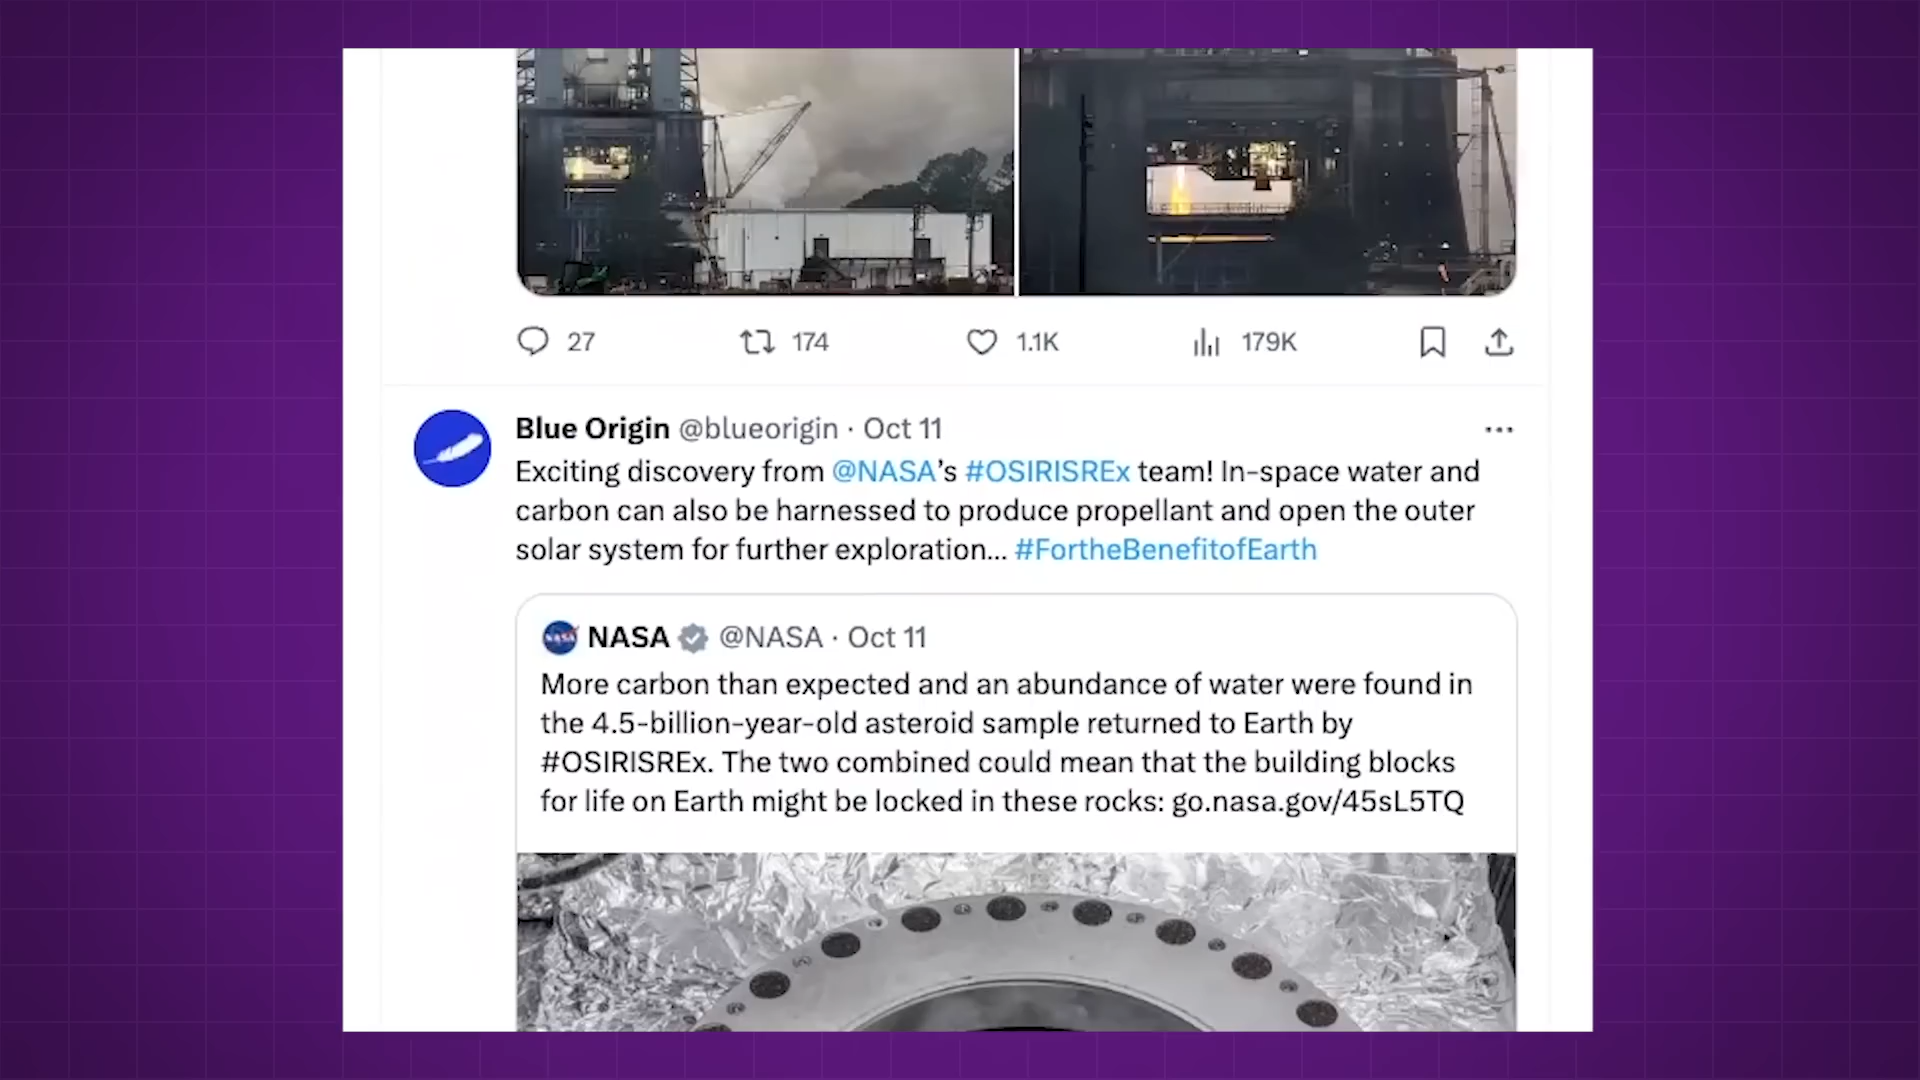 27 174 1.1K 179K
Blue Origin @blueorigin · Oct 11 ...
Exciting discovery from @NASA’s #OSIRISREx team! In-space water and
carbon can also be harnessed to produce propellant and open the outer
solar system for further exploration... #FortheBenefitofEarth
NASA NASA @NASA · Oct 11
More carbon than expected and an abundance of water were found in
the 4.5-billion-year-old asteroid sample returned to Earth by
#OSIRISREx. The two combined could mean that the building blocks
for life on Earth might be locked in these rocks: go.nasa.gov/45sL5TQ